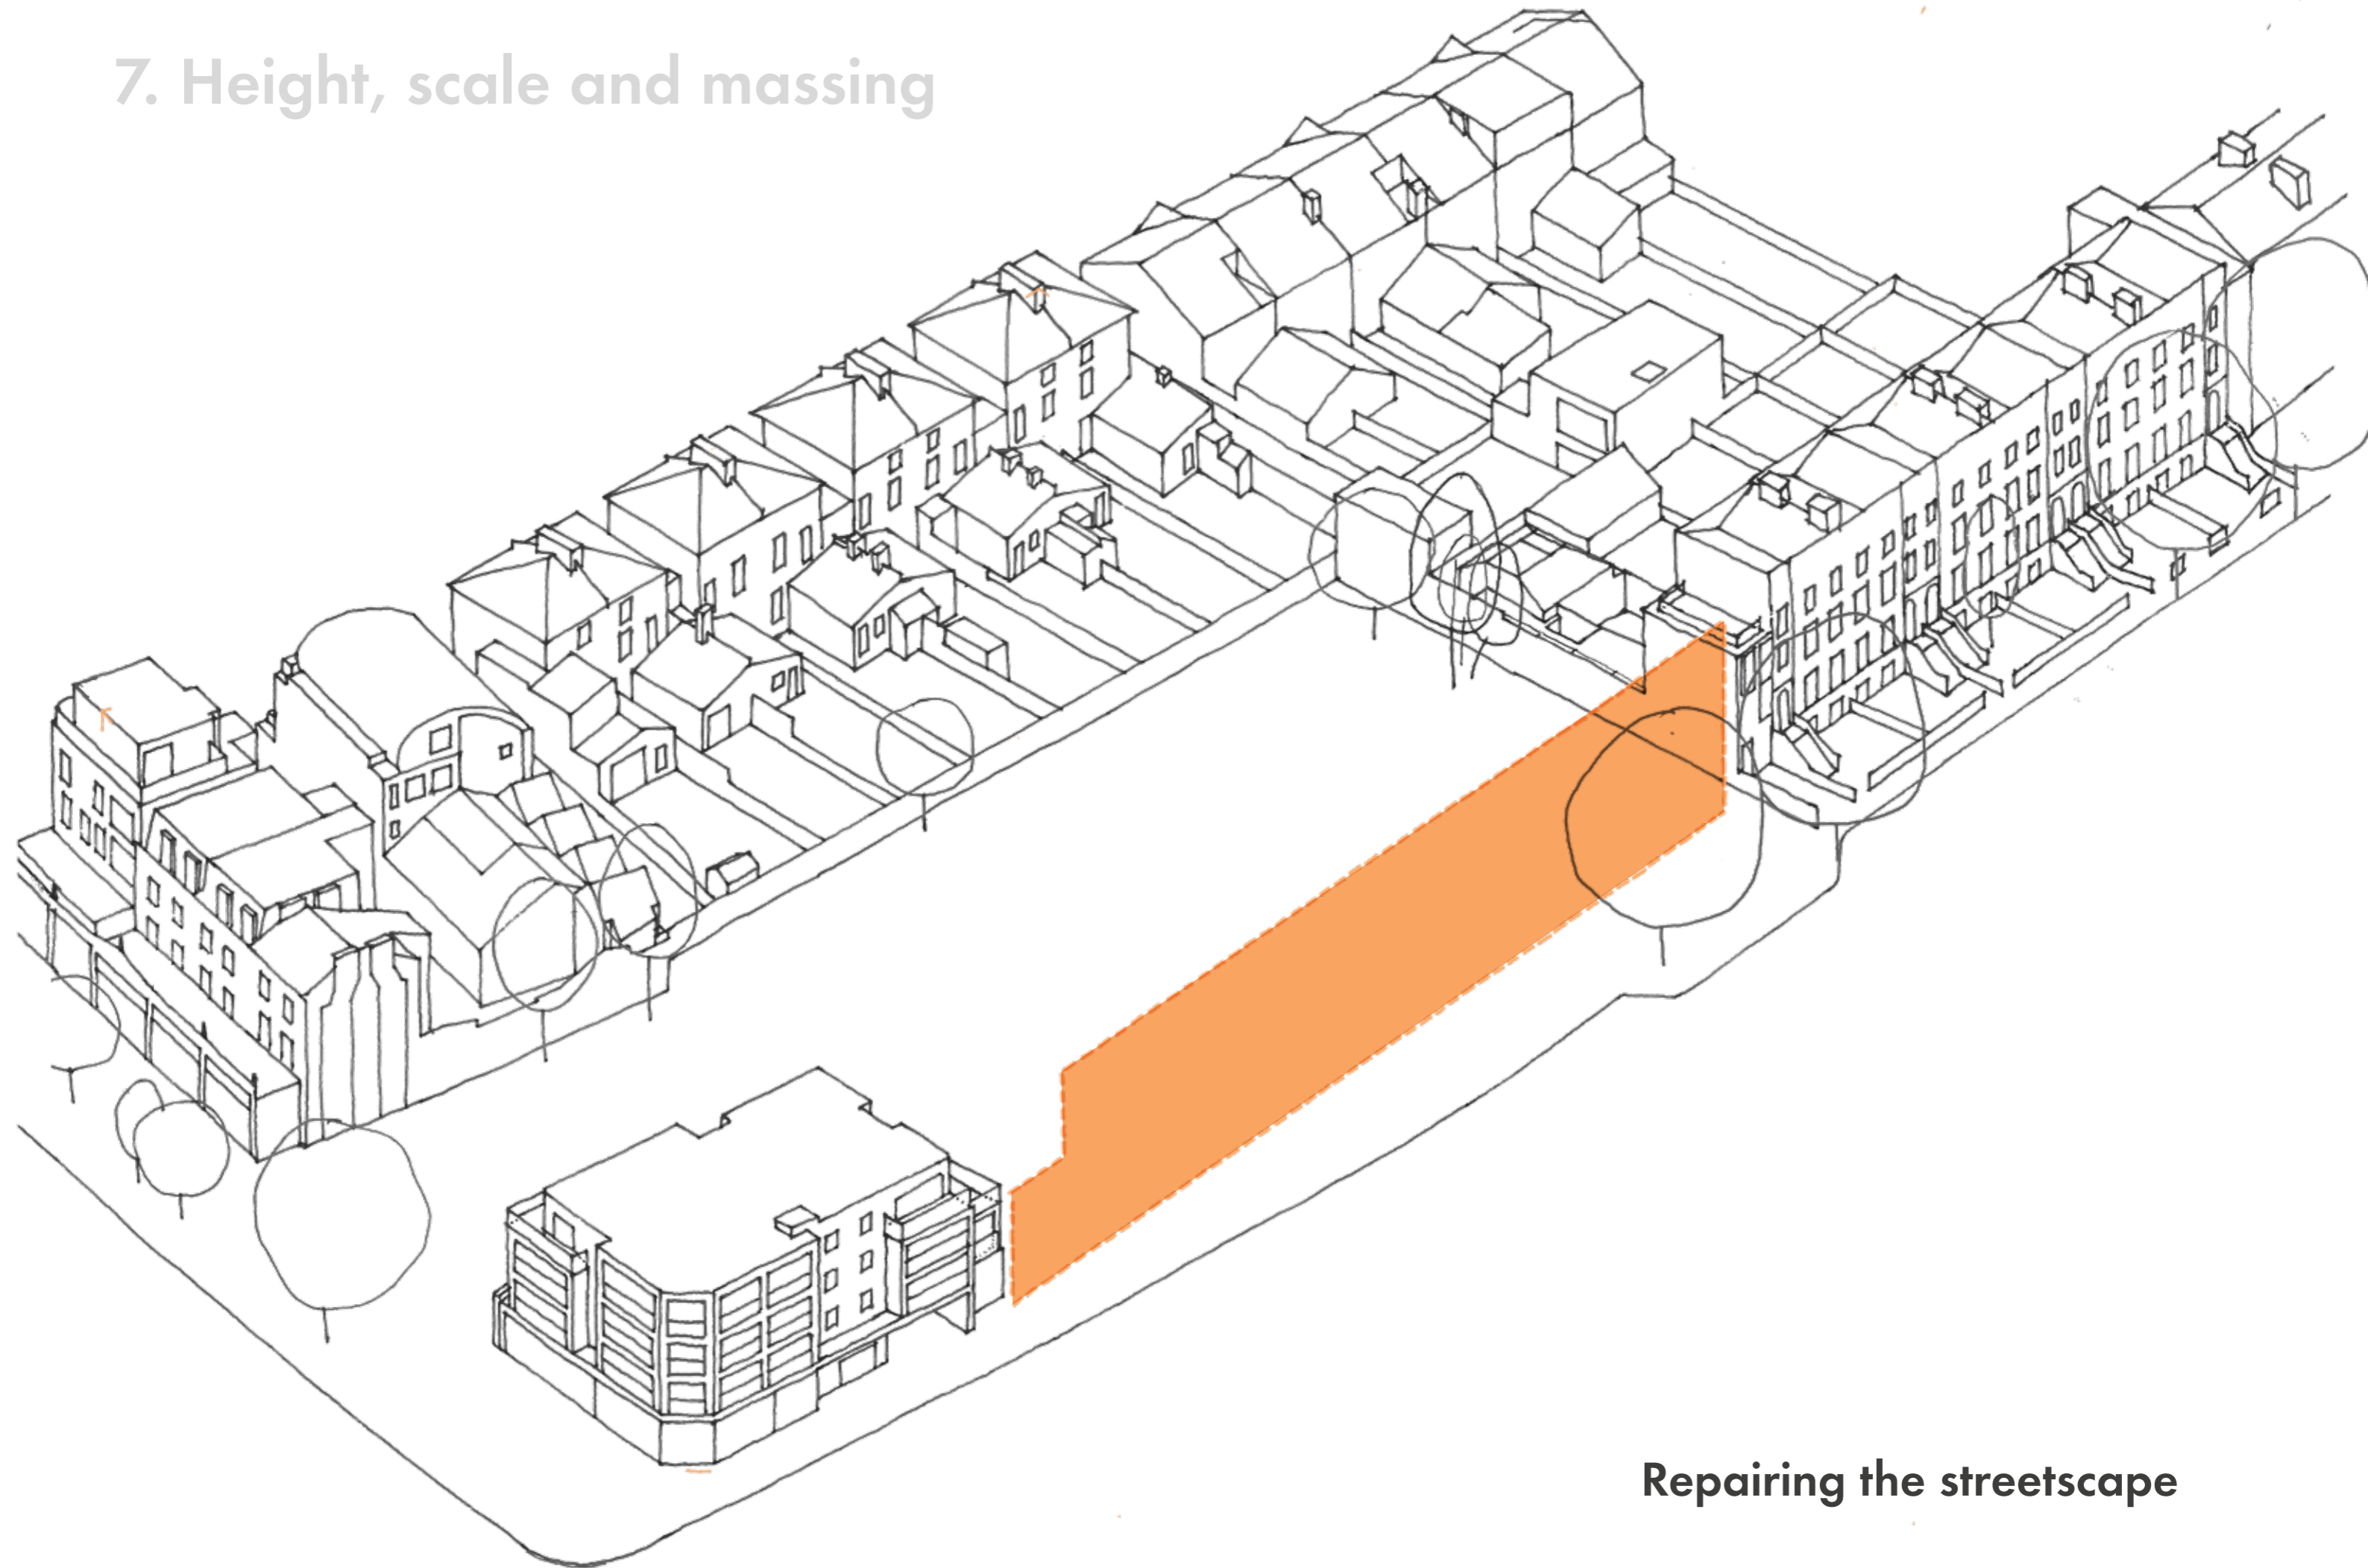 7. Height, scale and massing
Repairing the streetscape